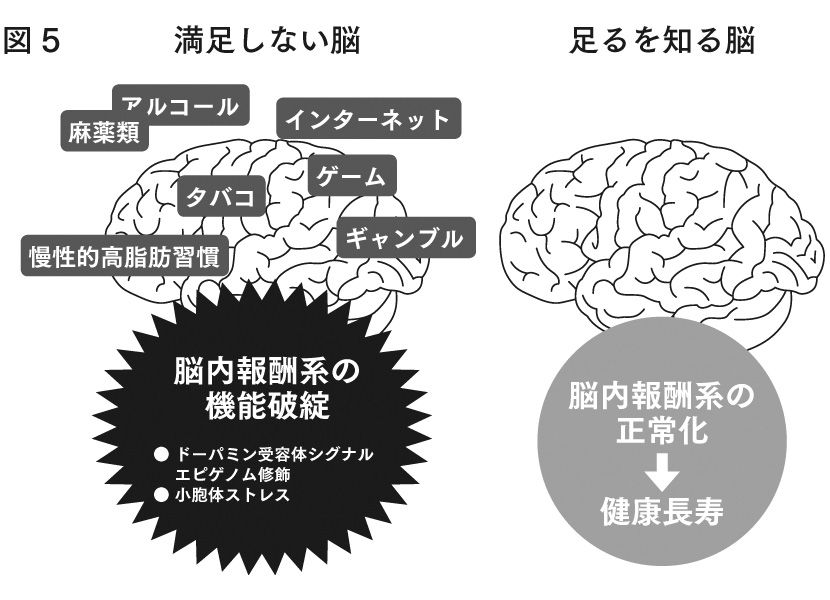 図5
満足しない脳
足るを知る脳
アルコール
麻薬類
インターネット
ゲーム
タバコ
ギャンブル
慢性的高脂肪習慣
脳内報酬系の
機能破綻
● ドーパミン受容体シグナル
エピゲノム修飾
● 小胞体ストレス
脳内報酬系の
正常化
↓
健康長寿